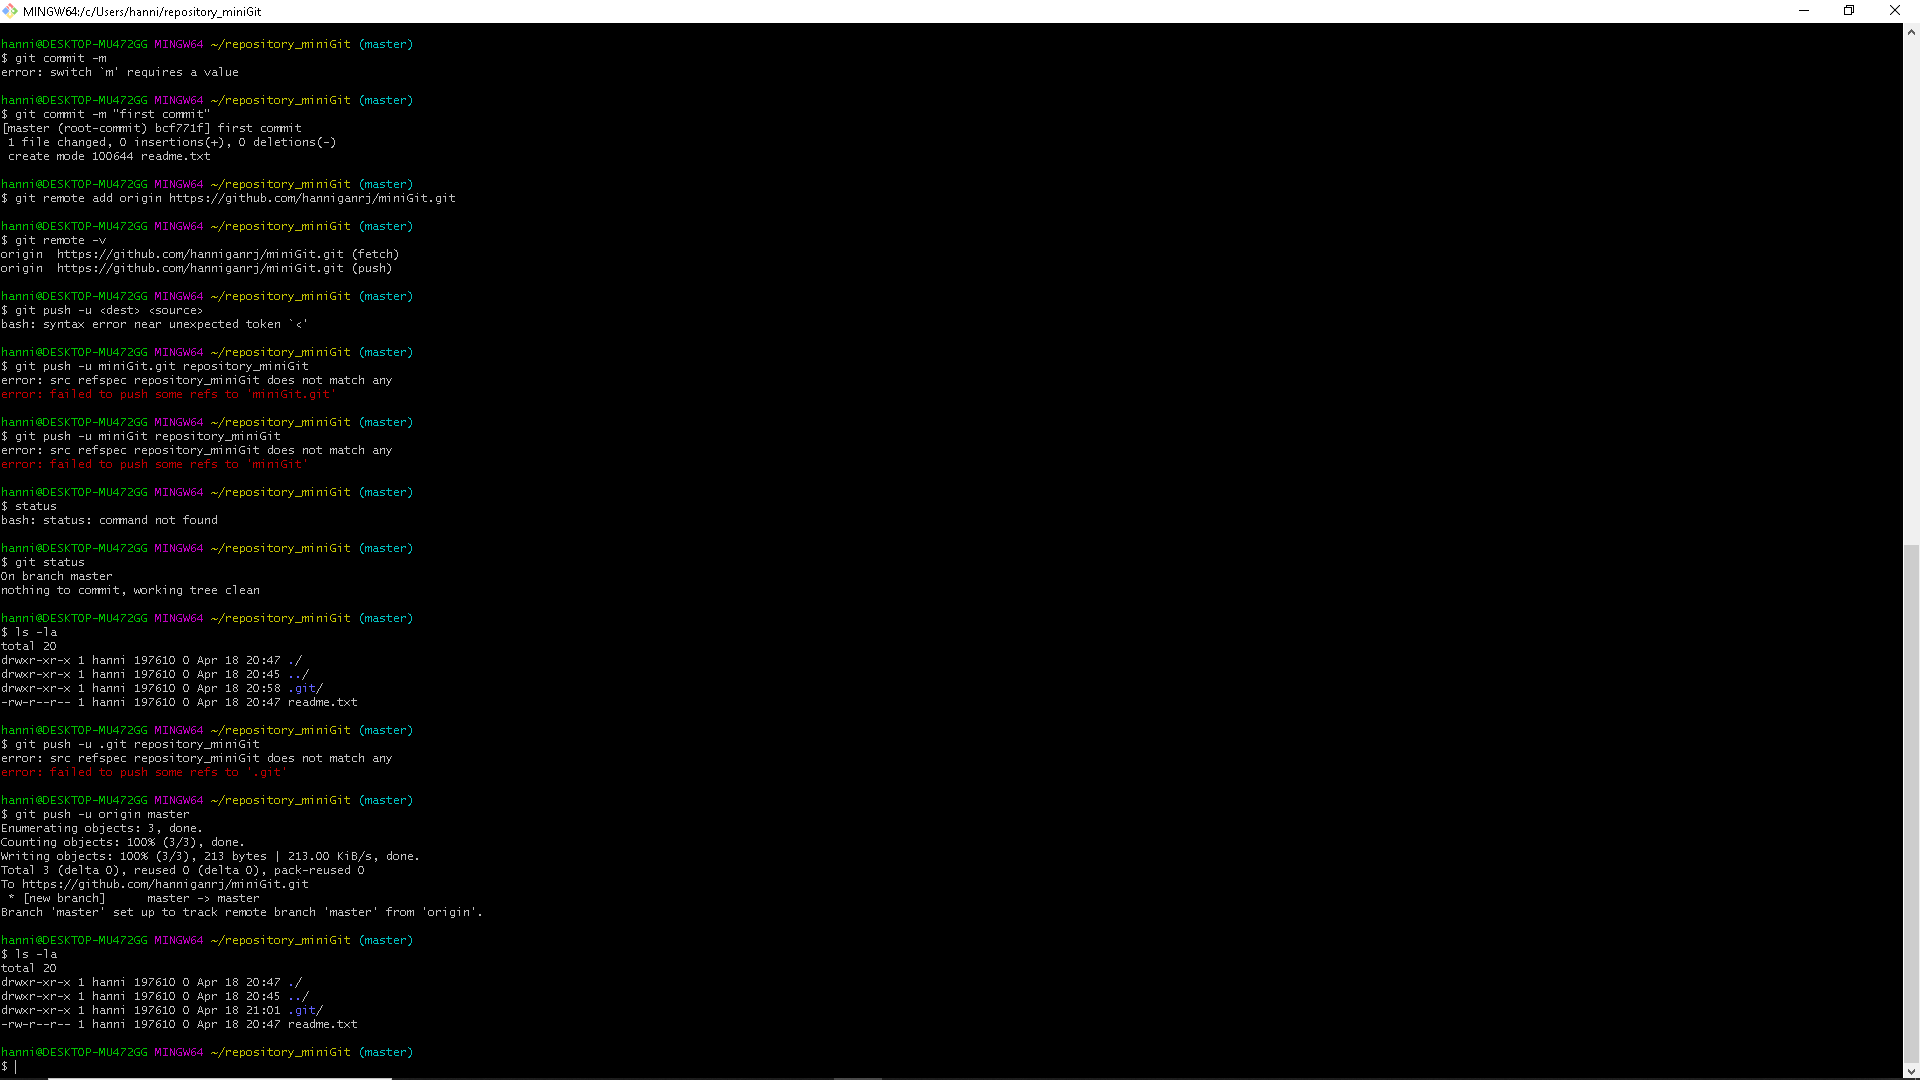 MINGW64:/c/Users/hanni/repository_miniGit
hanni@DESKTOP-MU472GG MINGW64 ~/repository_miniGit (master)
$ git commit -m
error: switch `m' requires a value
hanni@DESKTOP-MU472GG MINGW64 ~/repository_miniGit (master)
$ git commit -m "first commit"
[master (root-commit) bcf771f] first commit
1 file changed, 0 insertions(+), 0 deletions(-)
create mode 100644 readme.txt
hanni@DESKTOP-MU472GG MINGW64 ~/repository_miniGit (master)
$ git remote add origin https://github.com/hanniganrj/miniGit.git
hanni@DESKTOP-MU472GG MINGW64 ~/repository_miniGit (master)
$ git remote -v
origin  https://github.com/hanniganrj/miniGit.git (fetch)
origin  https://github.com/hanniganrj/miniGit.git (push)
hanni@DESKTOP-MU472GG MINGW64 ~/repository_miniGit (master)
$ git push -u <dest> <source>
bash: syntax error near unexpected token `<'
hanni@DESKTOP-MU472GG MINGW64 ~/repository_miniGit (master)
$ git push -u miniGit.git repository_miniGit
error: src refspec repository_miniGit does not match any
error: failed to push some refs to 'miniGit.git'
hanni@DESKTOP-MU472GG MINGW64 ~/repository_miniGit (master)
$ git push -u miniGit repository_miniGit
error: src refspec repository_miniGit does not match any
error: failed to push some refs to 'miniGit'
hanni@DESKTOP-MU472GG MINGW64 ~/repository_miniGit (master)
$ status
bash: status: command not found
hanni@DESKTOP-MU472GG MINGW64 ~/repository_miniGit (master)
$ git status
On branch master
nothing to commit, working tree clean
hanni@DESKTOP-MU472GG MINGW64 ~/repository_miniGit (master)
$ ls -la
total 20
drwxr-xr-x 1 hanni 197610 0 Apr 18 20:47 ./
drwxr-xr-x 1 hanni 197610 0 Apr 18 20:45 ../
drwxr-xr-x 1 hanni 197610 0 Apr 18 20:58 .git/
-rw-r--r-- 1 hanni 197610 0 Apr 18 20:47 readme.txt
hanni@DESKTOP-MU472GG MINGW64 ~/repository_miniGit (master)
$ git push -u .git repository_miniGit
error: src refspec repository_miniGit does not match any
error: failed to push some refs to '.git'
hanni@DESKTOP-MU472GG MINGW64 ~/repository_miniGit (master)
$ git push -u origin master
Enumerating objects: 3, done.
Counting objects: 100% (3/3), done.
Writing objects: 100% (3/3), 213 bytes | 213.00 KiB/s, done.
Total 3 (delta 0), reused 0 (delta 0), pack-reused 0
To https://github.com/hanniganrj/miniGit.git
* [new branch]      master -> master
Branch 'master' set up to track remote branch 'master' from 'origin'.
hanni@DESKTOP-MU472GG MINGW64 ~/repository_miniGit (master)
$ ls -la
total 20
drwxr-xr-x 1 hanni 197610 0 Apr 18 20:47 ./
drwxr-xr-x 1 hanni 197610 0 Apr 18 20:45 ../
drwxr-xr-x 1 hanni 197610 0 Apr 18 21:01 .git/
-rw-r--r-- 1 hanni 197610 0 Apr 18 20:47 readme.txt
hanni@DESKTOP-MU472GG MINGW64 ~/repository_miniGit (master)
$